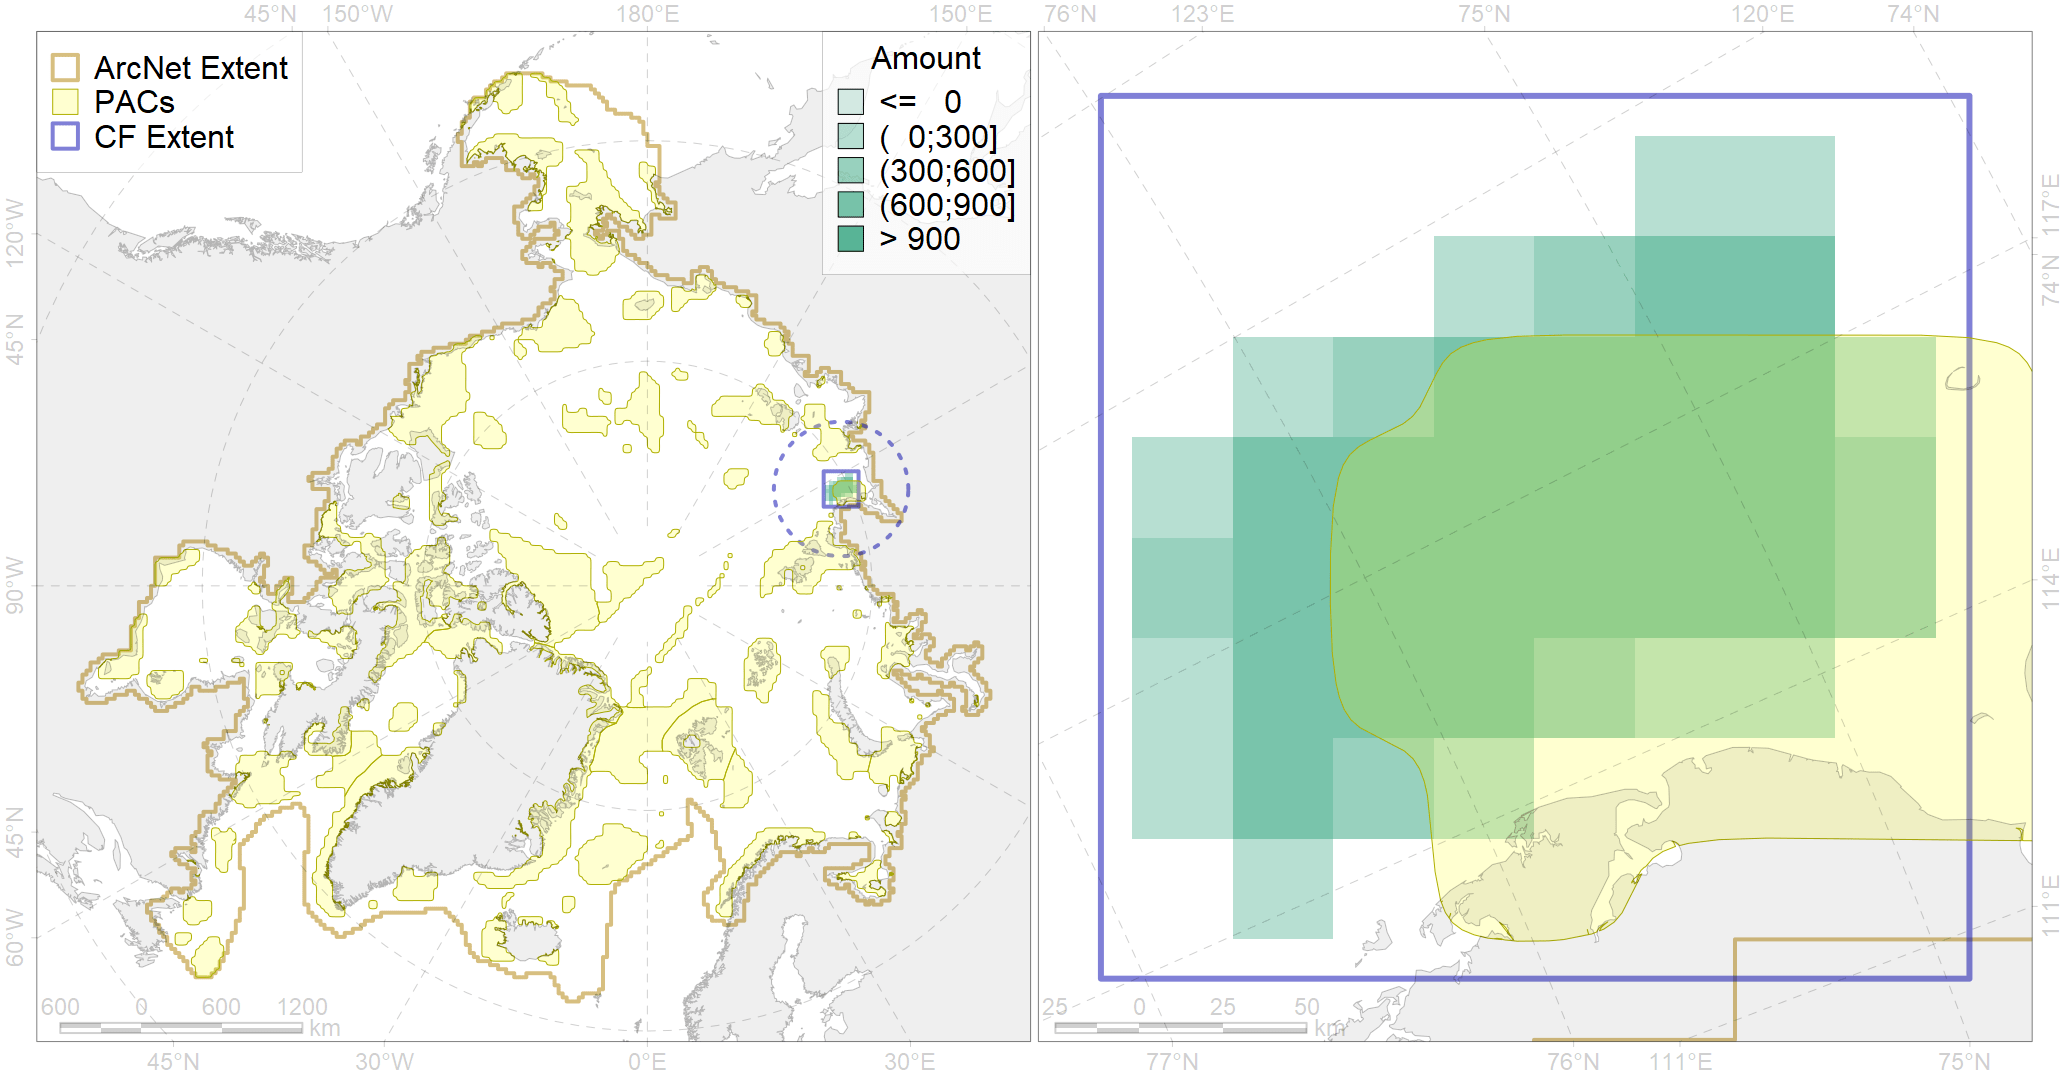 45°N 150°W 180°E 150°E 76°N 123°E 75°N 120°E 74°N
ArcNet Extent
PACs
CF Extent
Amount
<= 0
( 0;300]
(300;600]
(600;900]
> 900
120°W
45°N
90°W
45°N
60°W
117°E
74°N
114°E
111°E
600 0 600 1200
km
25 0 25 50
km
45°N 30°W 0°E 30°E 77°N 76°N 111°E 75°N